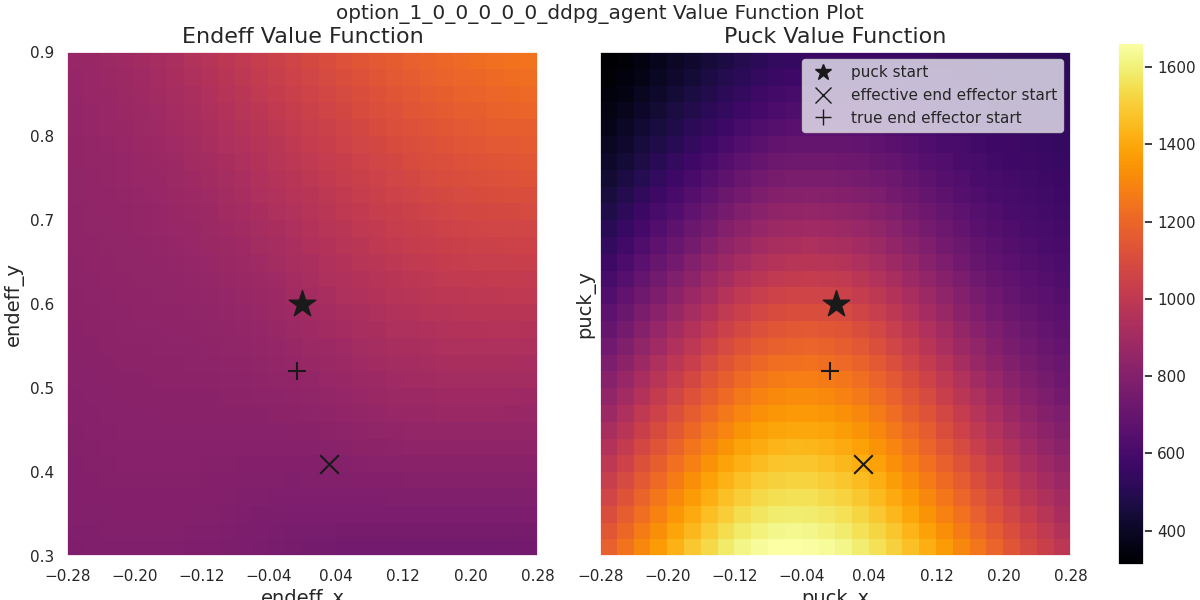 option_1_0_0_0_0_0_ddpg_agent Value Function Plot
Endeff Value Function
Puck Value Function
puck start
effective end effector start
true end effector start
0.9
0.8
0.7
0.6
0.5
0.4
0.3
endeff_y
−0.28 −0.20 −0.12 −0.04 0.04 0.12 0.20 0.28
endeff_x
puck_y
−0.28 −0.20 −0.12 −0.04 0.04 0.12 0.20 0.28
puck_x
1600
1400
1200
1000
800
600
400